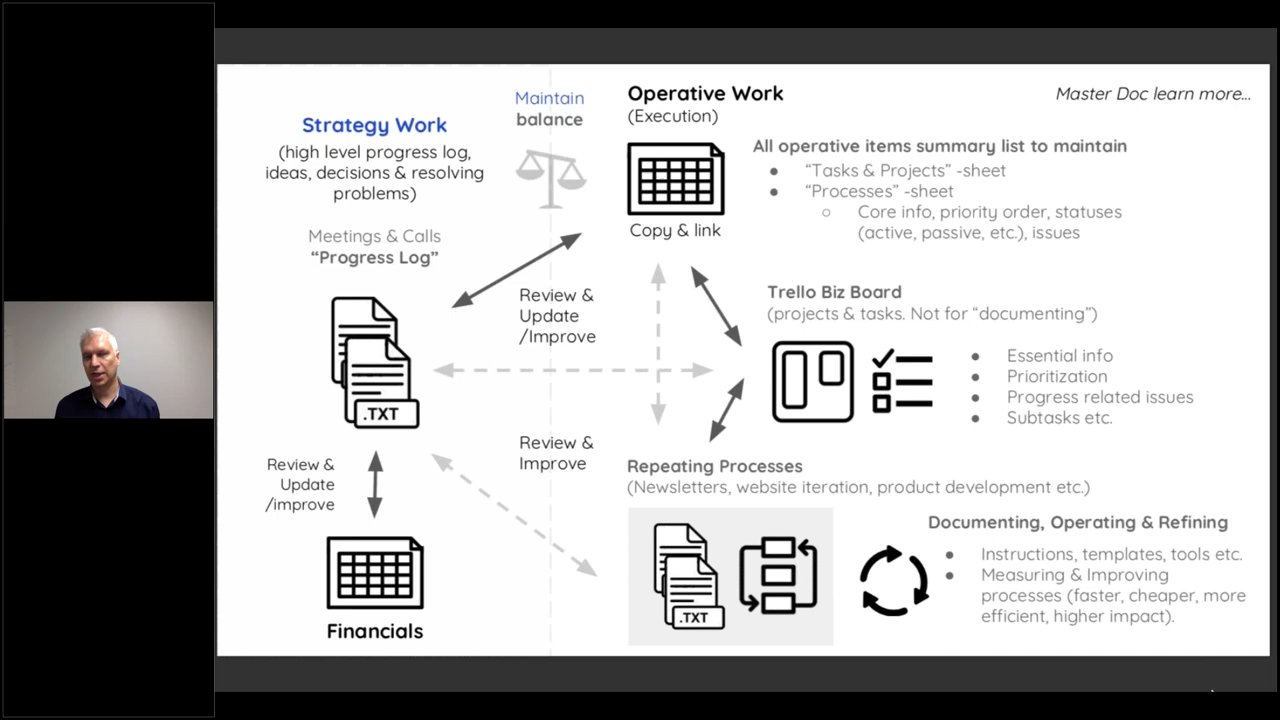 Strategy Work
(high level progress log,
ideas, decisions & resolving
problems)
Meetings & Calls
“Progress Log”
.TXT
Review &
Update
/improve
Financials
Maintain
balance
Review &
Update
/Improve
Review &
Improve
Operative Work
(Execution)
Copy & link
Master Doc learn more...
All operative items summary list to maintain
● “Tasks & Projects” -sheet
● “Processes” -sheet
○ Core info, priority order, statuses
(active, passive, etc.), issues
Trello Biz Board
(projects & tasks. Not for “documenting”)
● Essential info
● Prioritization
● Progress related issues
● Subtasks etc.
Repeating Processes
(Newsletters, website iteration, product development etc.)
.TXT
Documenting, Operating & Refining
● Instructions, templates, tools etc.
● Measuring & Improving
processes (faster, cheaper, more
efficient, higher impact).